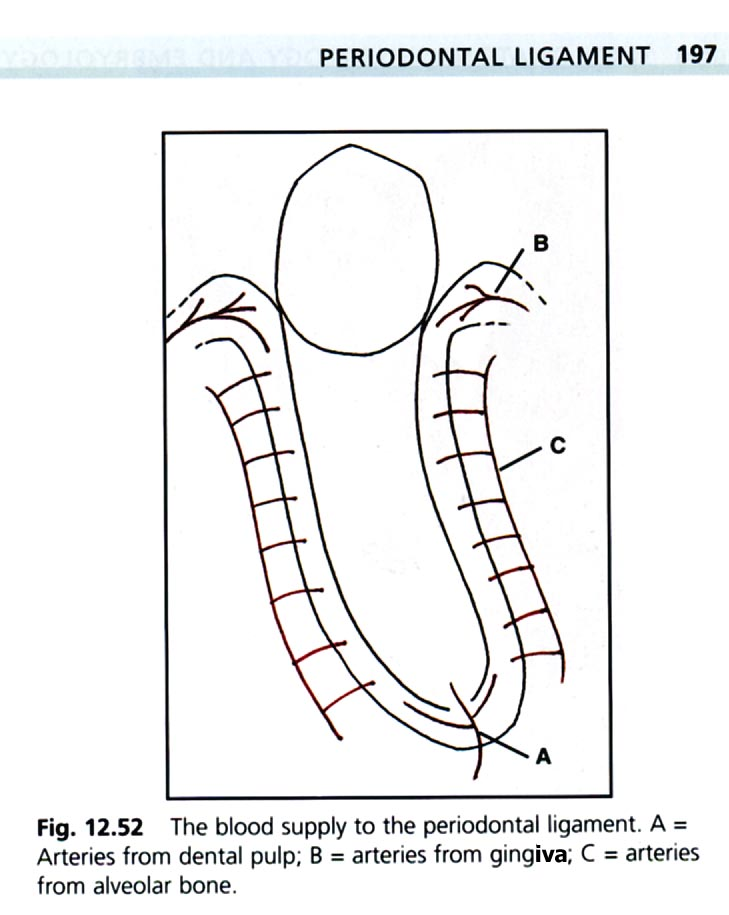 PERIODONTAL LIGAMENT 197
B
C
A
Fig. 12.52 The blood supply to the periodontal ligament. A =
Arteries from dental pulp; B = arteries from gingiva; C = arteries
from alveolar bone.